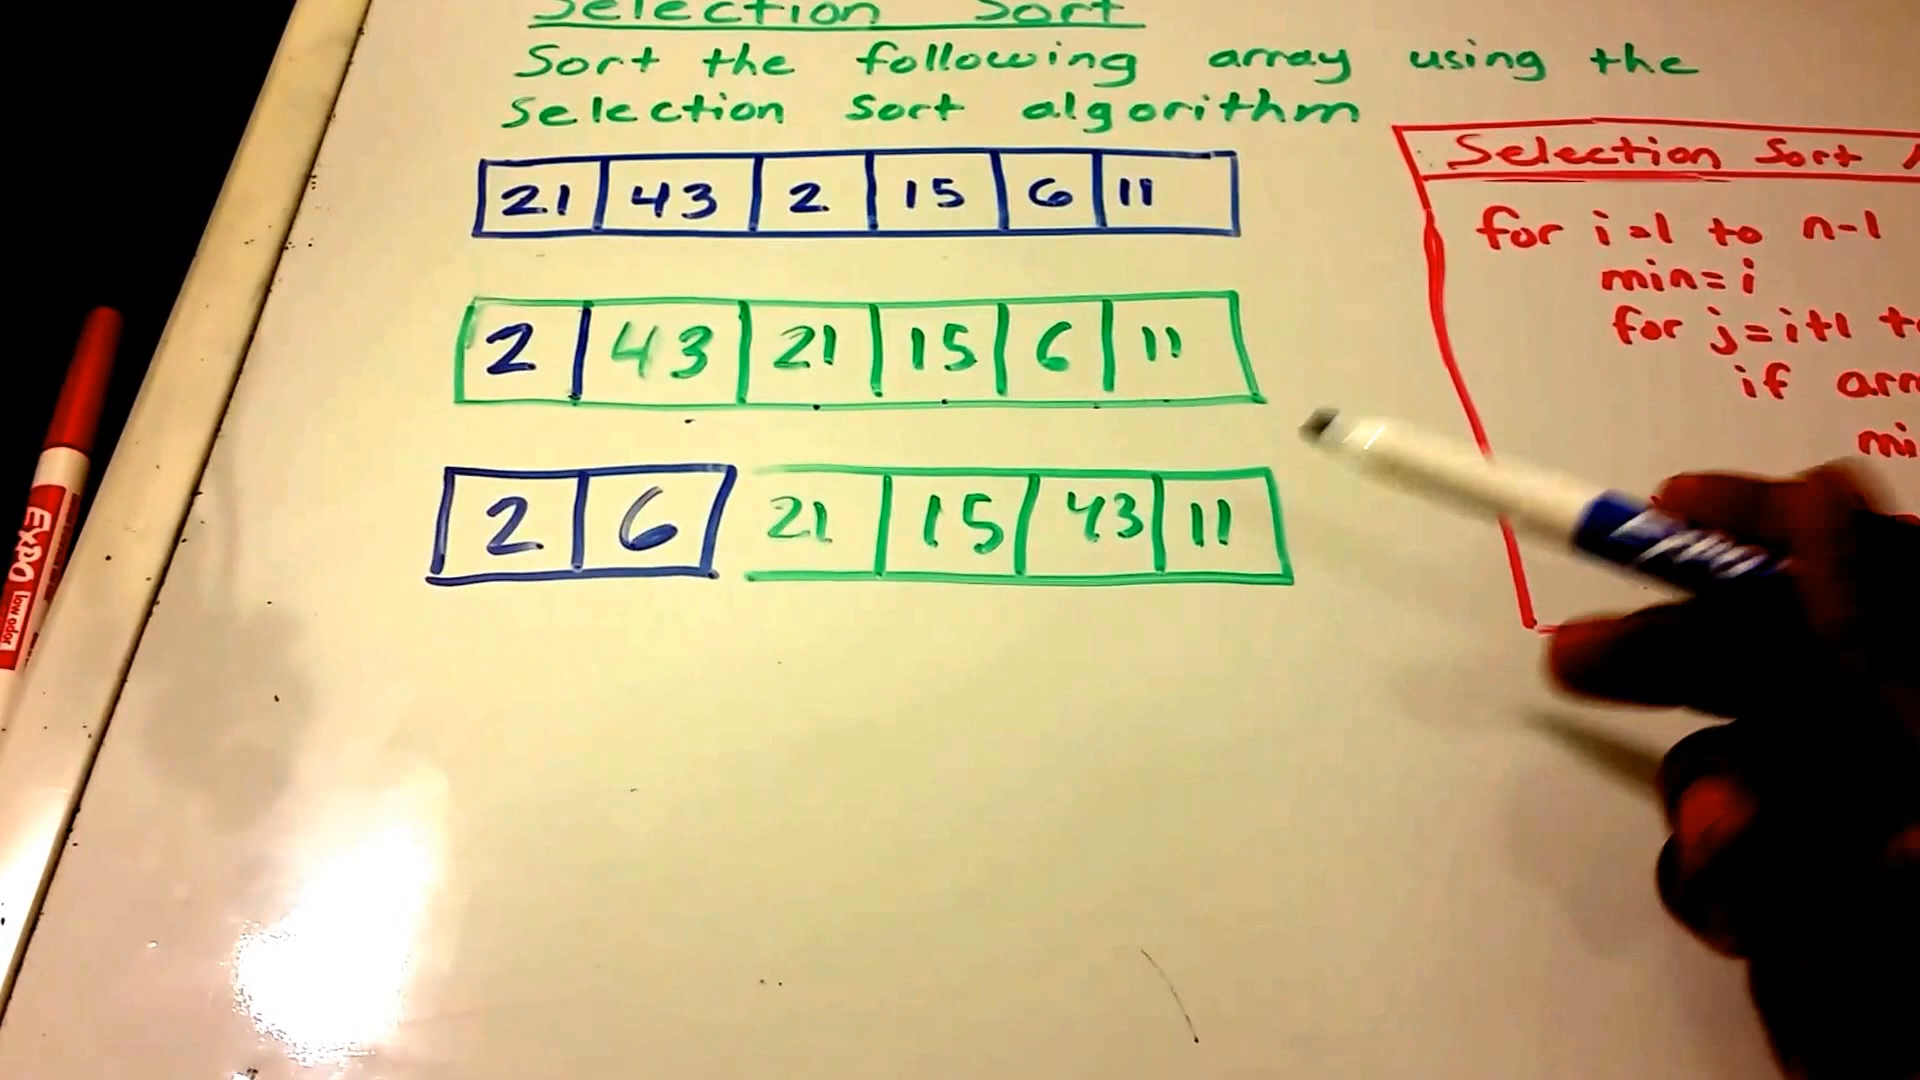 Selection Sort
Sort the following array using the
selection sort algorithm
21 43 2 15 6 11
2 43 21 15 6 11
2 6 21 15 43 11
Selection Sort
for i=1 to n-1
min=i
for j=i+1
if
EXPO
low odor